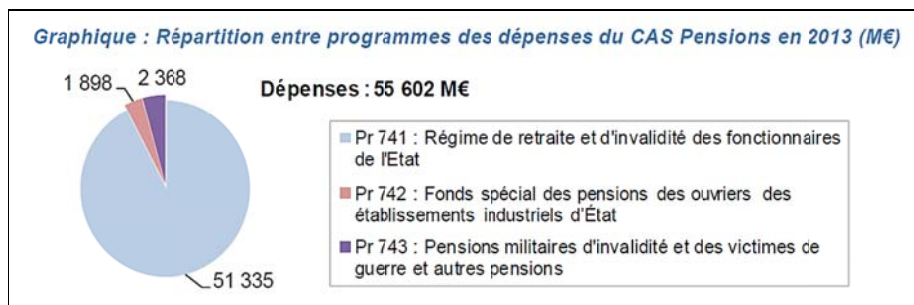 Graphique : Répartition entre programmes des dépenses du CAS Pensions en 2013 (M€)
1 898
2 368
Dépenses : 55 602 M€
Pr 741 : Régime de retraite et d'invalidité des fonctionnaires
de l'Etat
Pr 742 : Fonds spécial des pensions des ouvriers des
établissements industriels d'État
Pr 743 : Pensions militaires d'invalidité et des victimes de
guerre et autres pensions
51 335